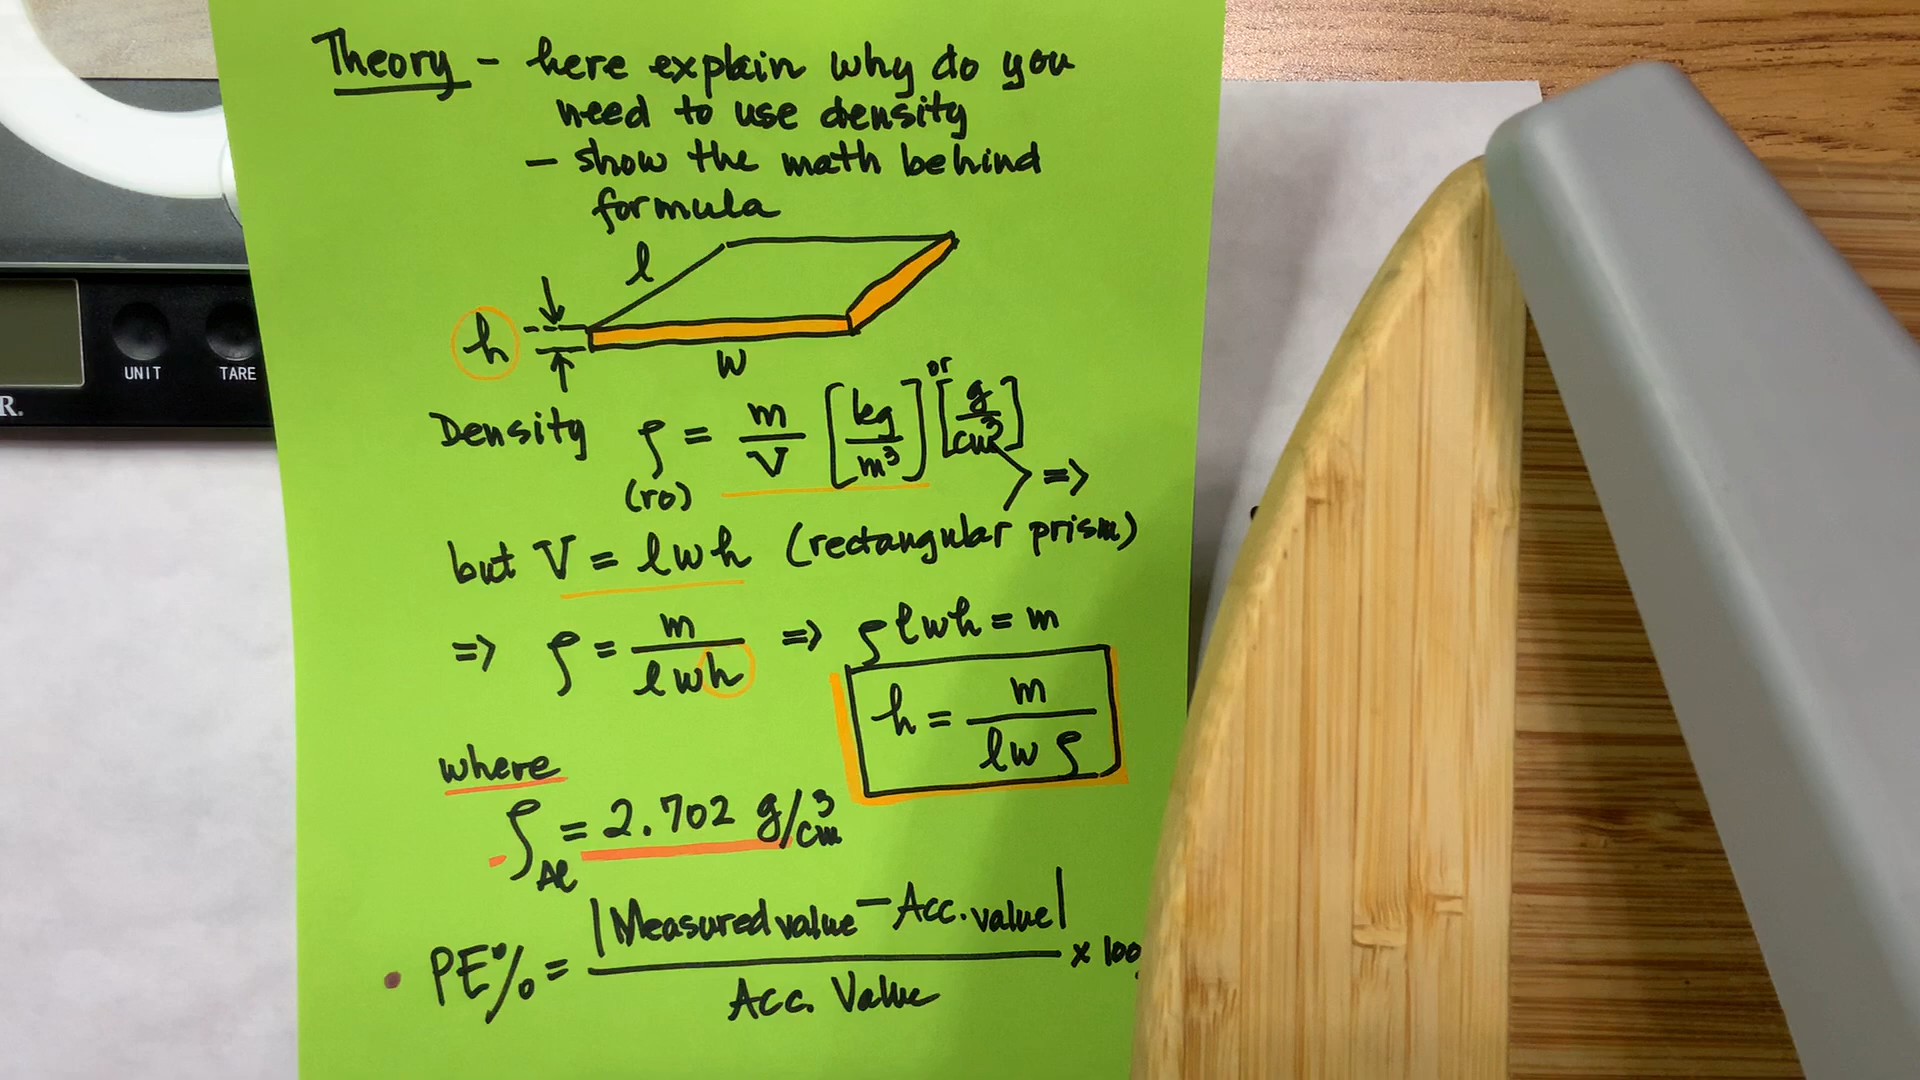 Theory - here explain why do you
need to use density
- show the math behind
formula
l
h
w
Density ρ = m/V [kg/m³] or [g/cm³]
(ro)
=>
but V = lwh (rectangular prism)
=> ρ = m/lwh => ρlwh = m
h = m/lwρ
where
ρAl = 2.702 g/cm³
• PE% = |Measured value - Acc. value|/Acc. Value x 100
UNIT
TARE
R.